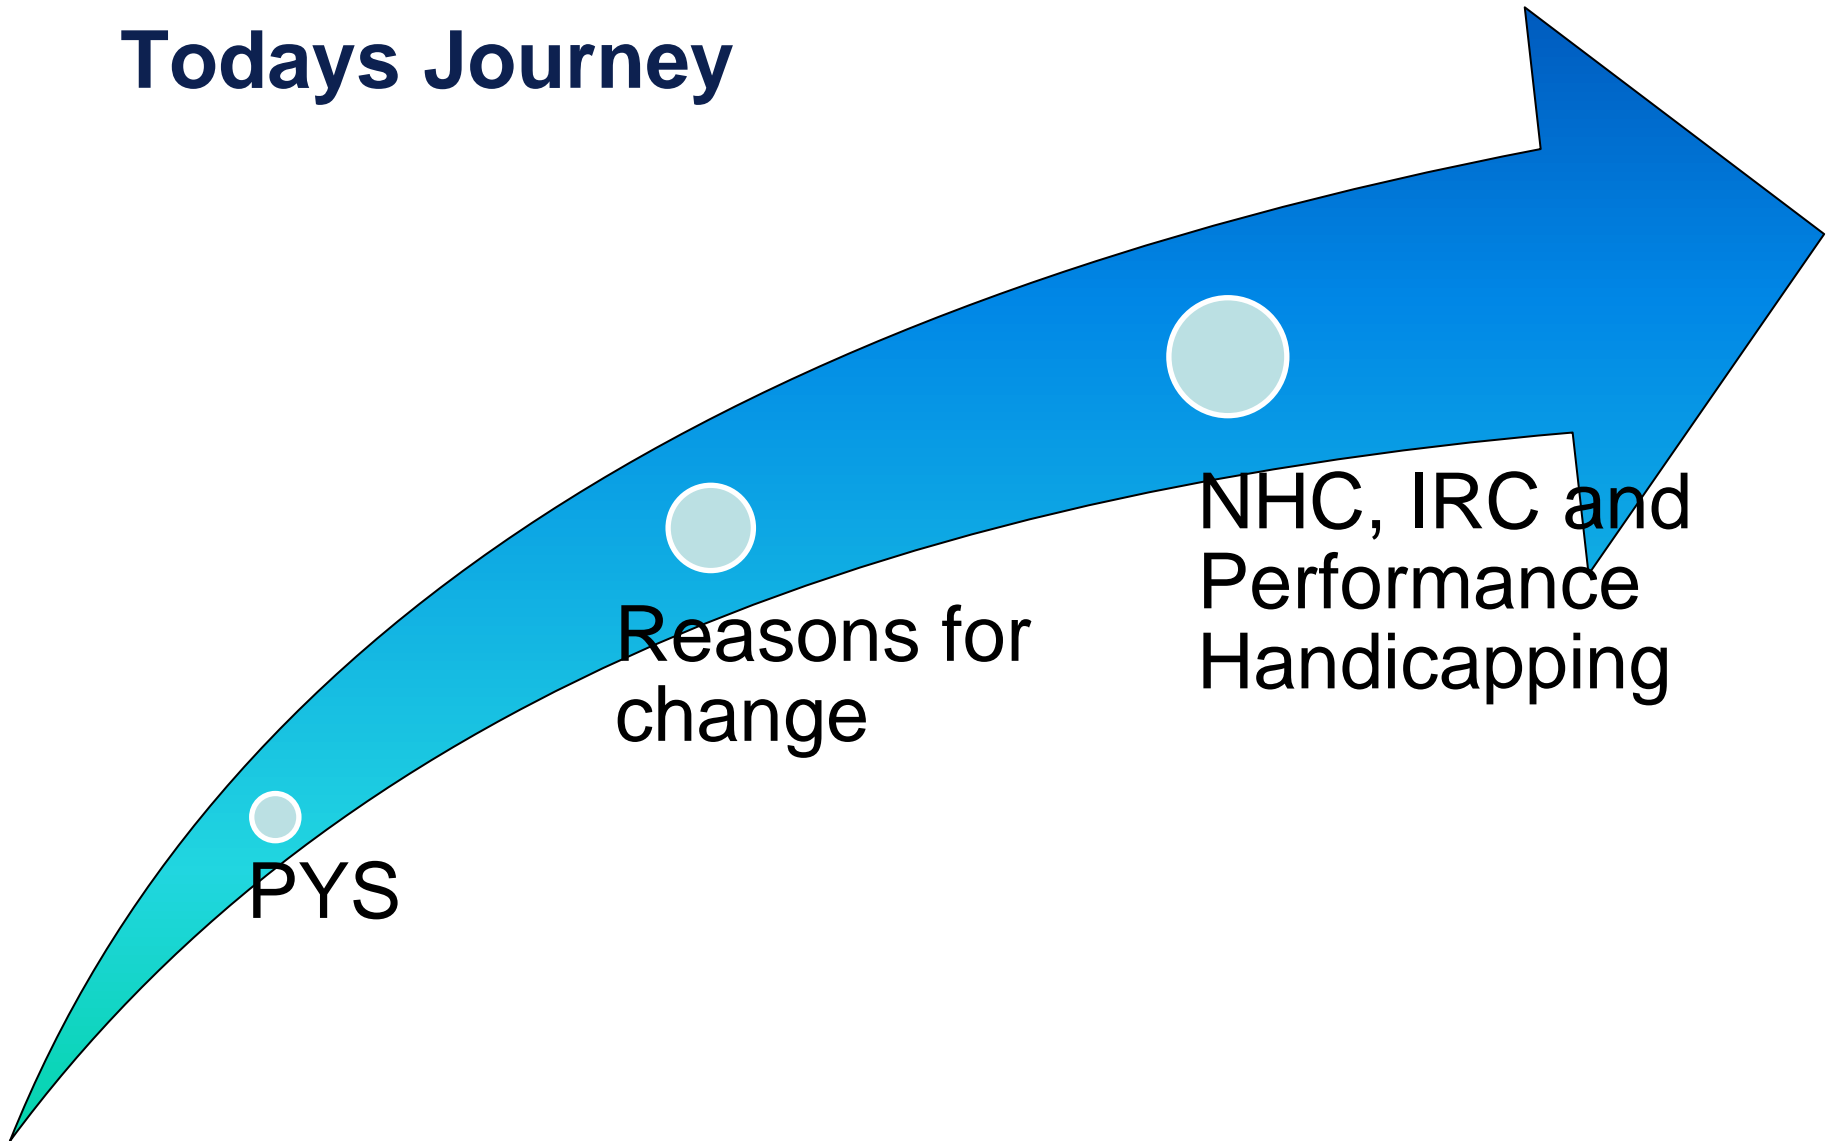 Todays Journey
PYS
Reasons for
change
NHC, IRC and
Performance
Handicapping